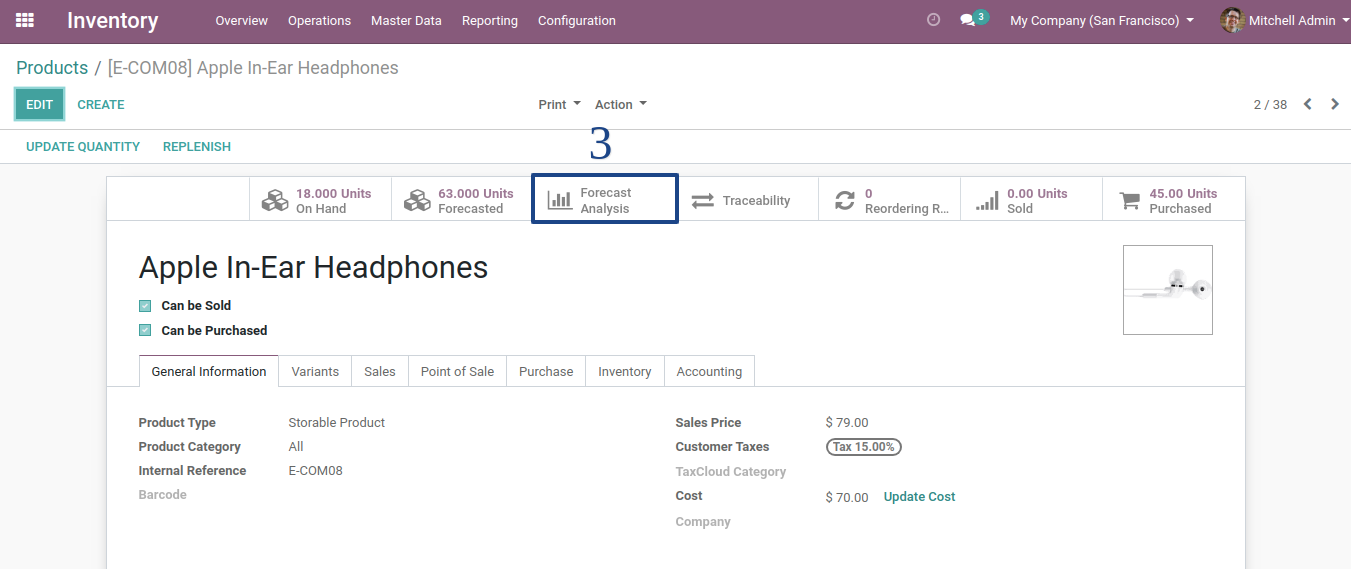 Inventory Overview Operations Master Data Reporting Configuration 3 My Company (San Francisco) Mitchell Admin
Products / [E-COM08] Apple In-Ear Headphones
EDIT CREATE Print Action 2 / 38
UPDATE QUANTITY REPLENISH
3
18.000 Units
On Hand
63.000 Units
Forecasted
Forecast
Analysis
Traceability
0
Reordering R...
0.00 Units
Sold
45.00 Units
Purchased
Apple In-Ear Headphones
Can be Sold
Can be Purchased
General Information Variants Sales Point of Sale Purchase Inventory Accounting
Product Type Storable Product
Product Category All
Internal Reference E-COM08
Barcode
Sales Price $ 79.00
Customer Taxes Tax 15.00%
TaxCloud Category
Cost $ 70.00 Update Cost
Company